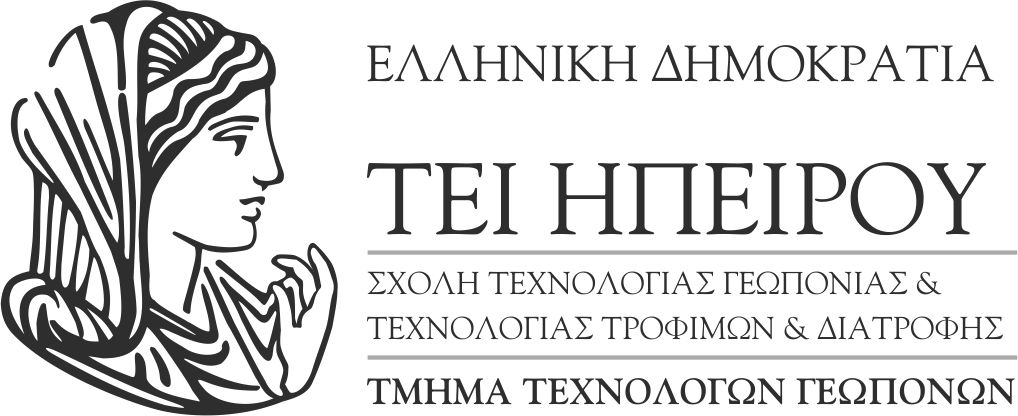 ΕΛΛΗΝΙΚΗ ΔΗΜΟΚΡΑΤΙΑ
ΤΕΙ ΗΠΕΙΡΟΥ
ΣΧΟΛΗ ΤΕΧΝΟΛΟΓΙΑΣ ΓΕΩΠΟΝΙΑΣ &
ΤΕΧΝΟΛΟΓΙΑΣ ΤΡΟΦΙΜΩΝ & ΔΙΑΤΡΟΦΗΣ
ΤΜΗΜΑ ΤΕΧΝΟΛΟΓΩΝ ΓΕΩΠΟΝΩΝ